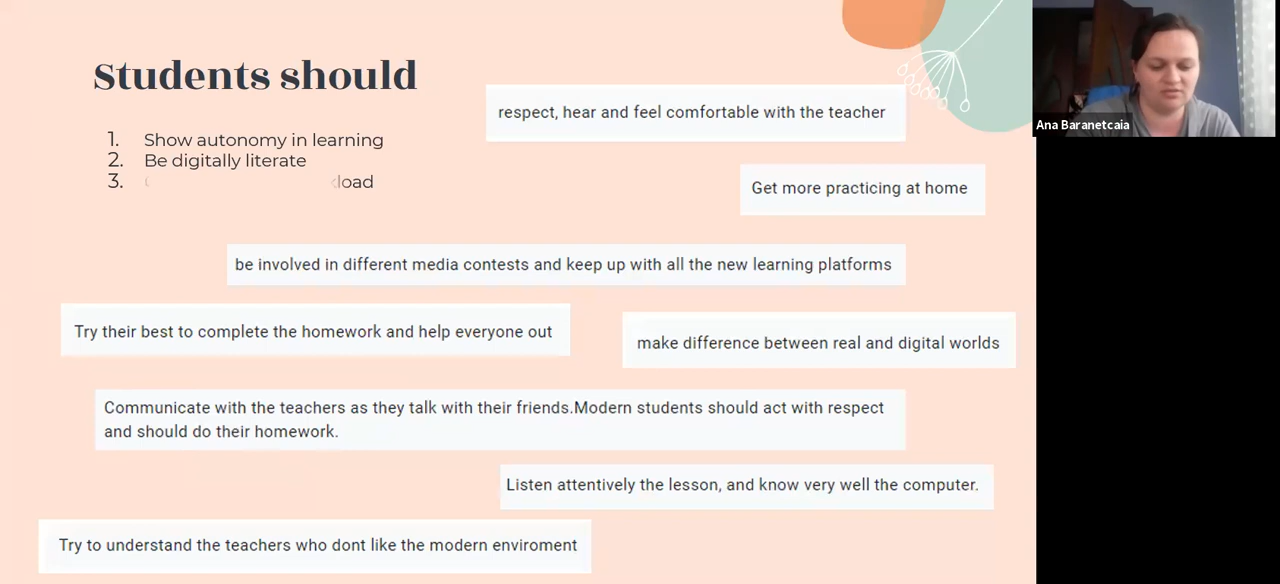 Students should
1. Show autonomy in learning
2. Be digitally literate
3. load
respect, hear and feel comfortable with the teacher
Get more practicing at home
be involved in different media contests and keep up with all the new learning platforms
Try their best to complete the homework and help everyone out
make difference between real and digital worlds
Communicate with the teachers as they talk with their friends.Modern students should act with respect
and should do their homework.
Listen attentively the lesson, and know very well the computer.
Try to understand the teachers who dont like the modern enviroment
Ana Baranetcaia